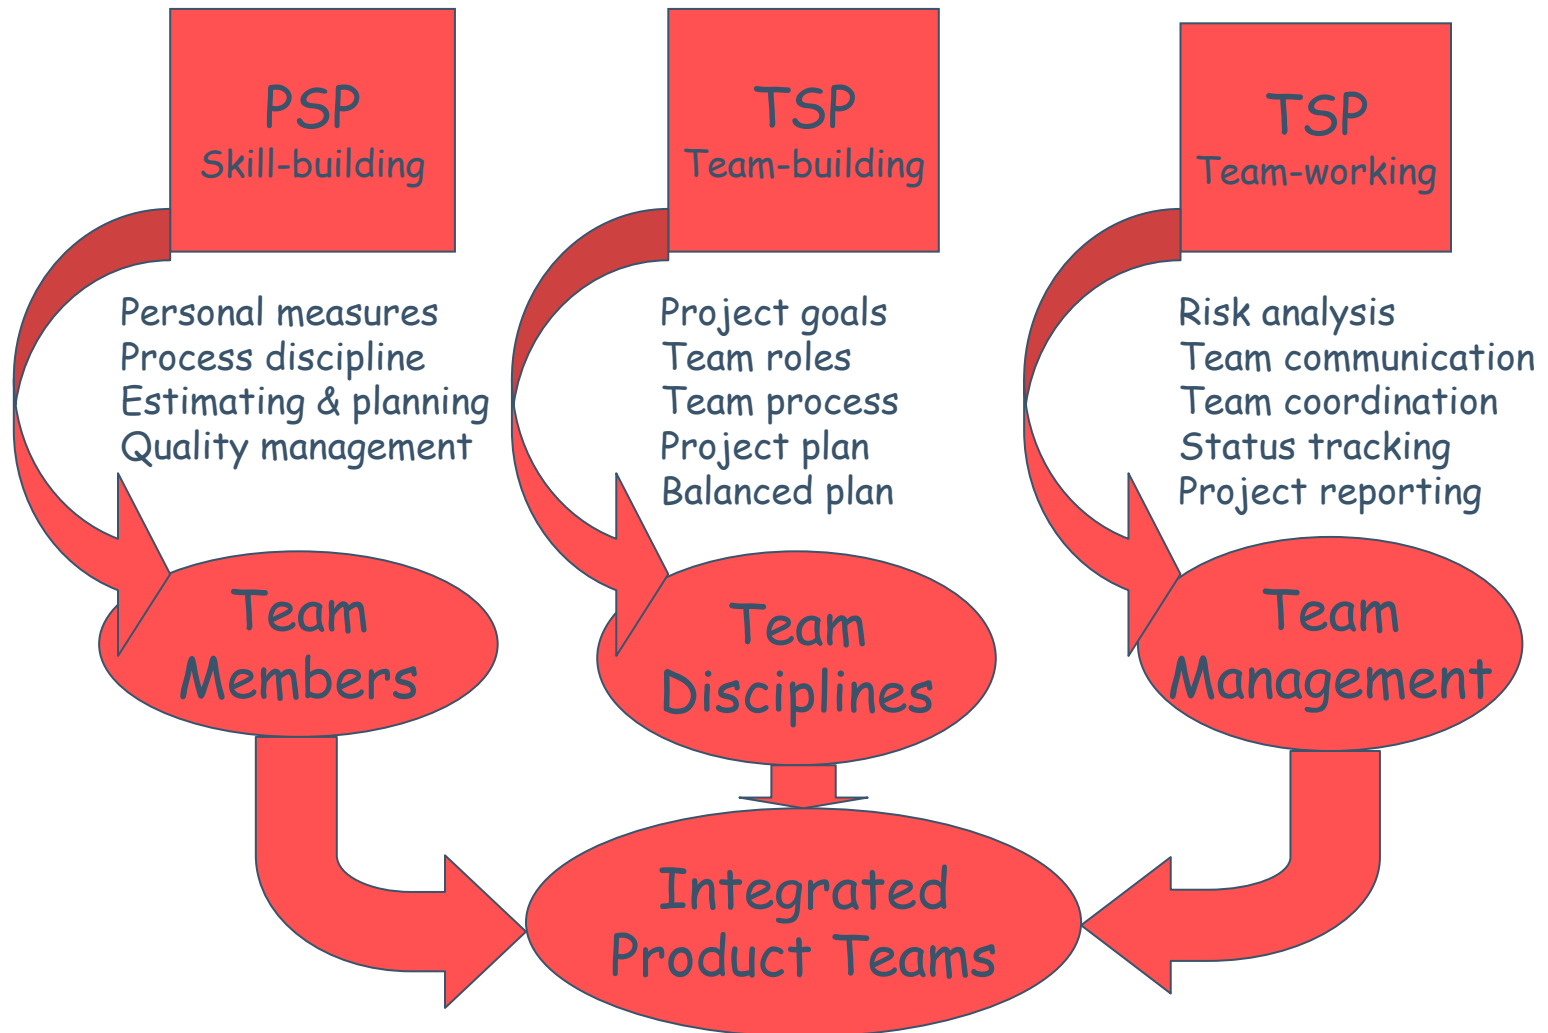 PSP
Skill-building
TSP
Team-building
TSP
Team-working
Personal measures
Process discipline
Estimating & planning
Quality management
Project goals
Team roles
Team process
Project plan
Balanced plan
Risk analysis
Team communication
Team coordination
Status tracking
Project reporting
Team
Members
Team
Disciplines
Team
Management
Integrated
Product Teams